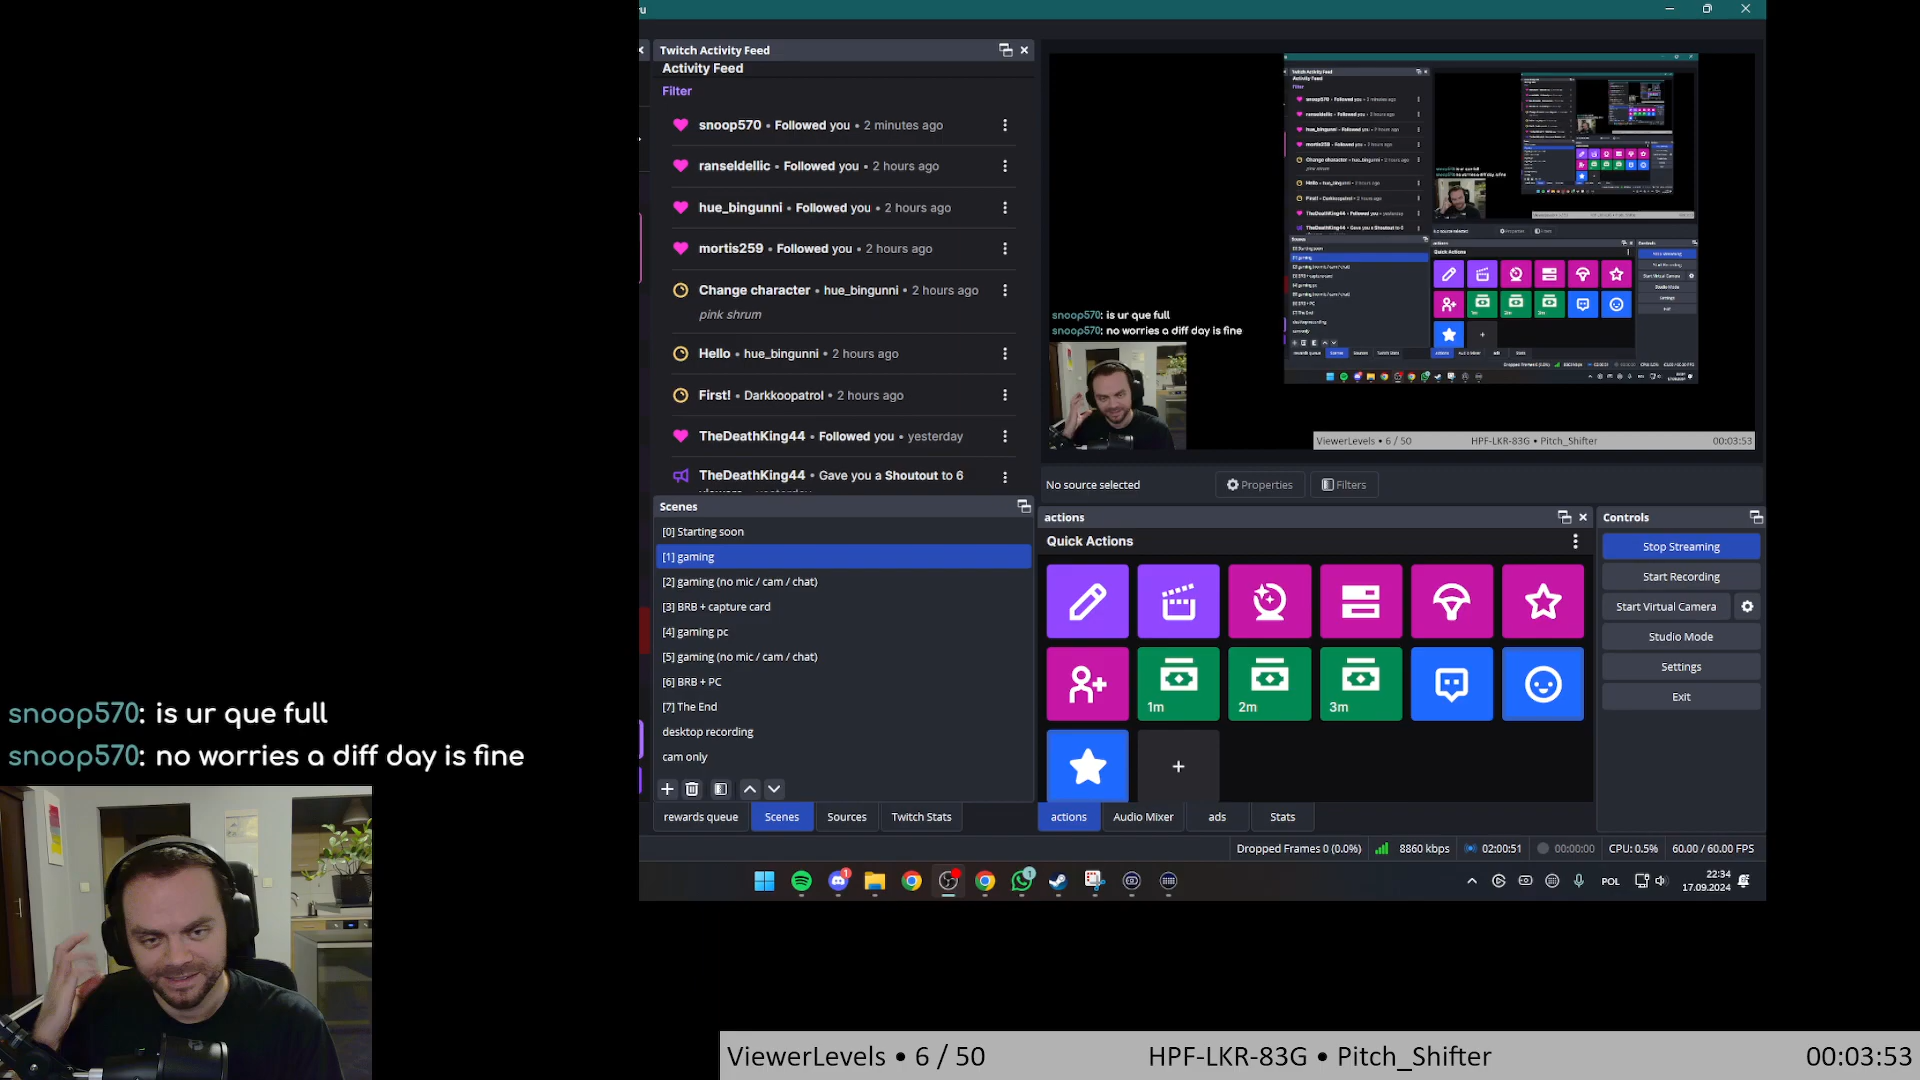 Twitch Activity Feed
Activity Feed
Filter
snoop570 • Followed you • 2 minutes ago
ranseldellic • Followed you • 2 hours ago
hue_bingunni • Followed you • 2 hours ago
mortis259 • Followed you • 2 hours ago
Change character • hue_bingunni • 2 hours ago
pink shrum
Hello • hue_bingunni • 2 hours ago
First! • Darkkoopatrol • 2 hours ago
TheDeathKing44 • Followed you • yesterday
TheDeathKing44 • Gave you a Shoutout to 6
viewers • yesterday
snoop570: is ur que full
snoop570: no worries a diff day is fine
ViewerLevels • 6 / 50 HPF-LKR-83G • Pitch_Shifter 00:03:53
No source selected
Properties
Filters
Scenes
[0] Starting soon
[1] gaming
[2] gaming (no mic / cam / chat)
[3] BRB + capture card
[4] gaming pc
[5] gaming (no mic / cam / chat)
[6] BRB + PC
[7] The End
desktop recording
cam only
rewards queue
Scenes
Sources
Twitch Stats
actions
Quick Actions
1m
2m
3m
actions
Audio Mixer
ads
Stats
Controls
Stop Streaming
Start Recording
Start Virtual Camera
Studio Mode
Settings
Exit
Dropped Frames 0 (0.0%) 8860 kbps 02:00:51 00:00:00 CPU: 0.5% 60.00 / 60.00 FPS
POL
22:34
17.09.2024
snoop570: is ur que full
snoop570: no worries a diff day is fine
ViewerLevels • 6 / 50 HPF-LKR-83G • Pitch_Shifter 00:03:53